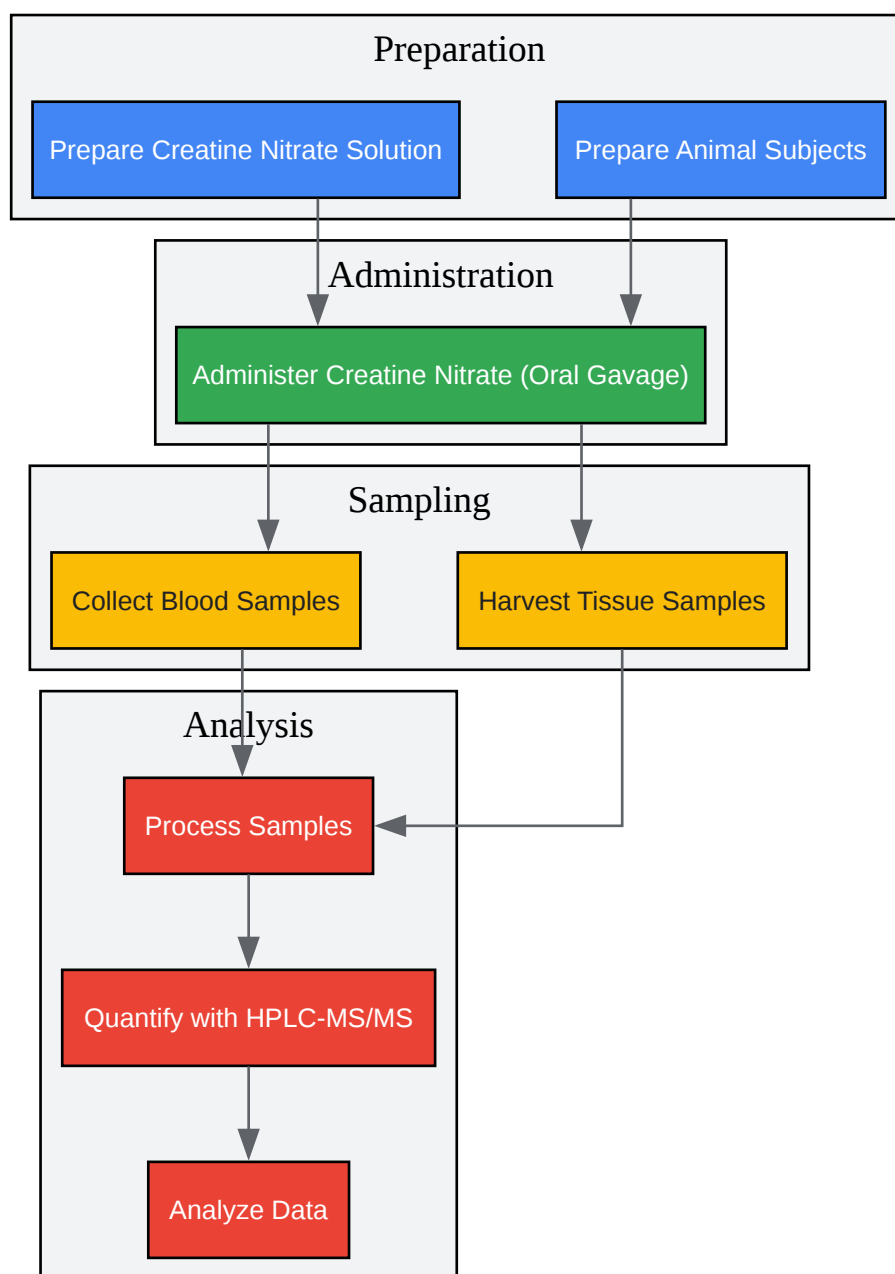 Preparation
Prepare Creatine Nitrate Solution
Prepare Animal Subjects
Administration
Administer Creatine Nitrate (Oral Gavage)
Sampling
Collect Blood Samples
Harvest Tissue Samples
Analysis
Process Samples
Quantify with HPLC-MS/MS
Analyze Data